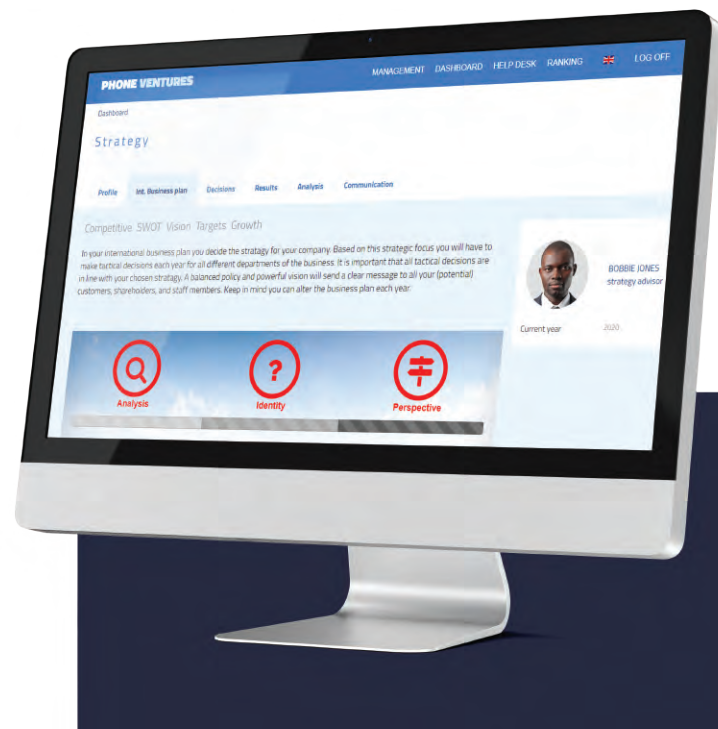 PHONE VENTURES
MANAGEMENT DASHBOARD HELP DESK RANKING LOG OFF
Dashboard
Strategy
Profile Int. Business plan Decisions Results Analysis Communication
Competitive SWOT Vision Targets Growth
In your international business plan you decide the stratagy for your company. Based on this strategic focus you will have to
make tactical decisions each year for all different departments of the business. It is important that all tactical decisions are
in line with your chosen stratagy. A balanced policy and powerful vision will send a clear message to all your (potential)
customers, shareholders, and staff members. Keep in mind you can alter the business plan each year.
BOBBIE JONES
strategy advisor
Current year 2020
?
Analysis Identity Perspective